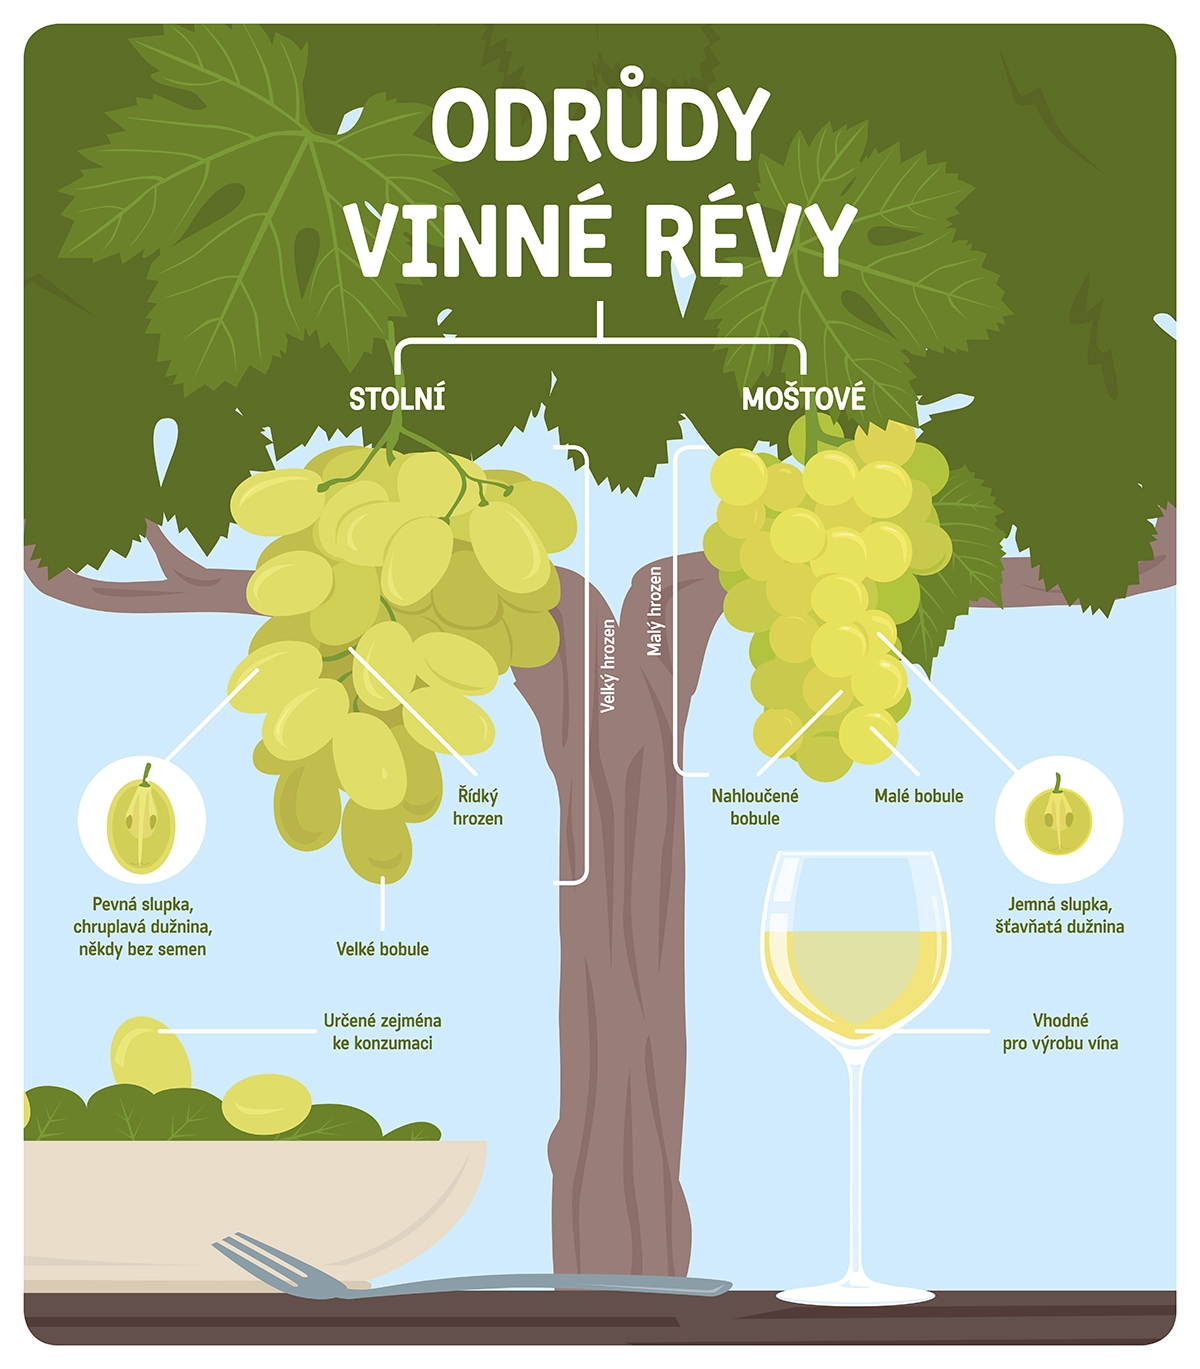 ODRŮDY
VINNÉ RÉVY
STOLNÍ
MOŠTOVÉ
Velký hrozen
Malý hrozen
Řídký
hrozen
Nahloučené
bobule
Malé bobule
Pevná slupka,
chruplavá dužnina,
někdy bez semen
Velké bobule
Jemná slupka,
šťavňatá dužnina
Určené zejména
ke konzumaci
Vhodné
pro výrobu vína